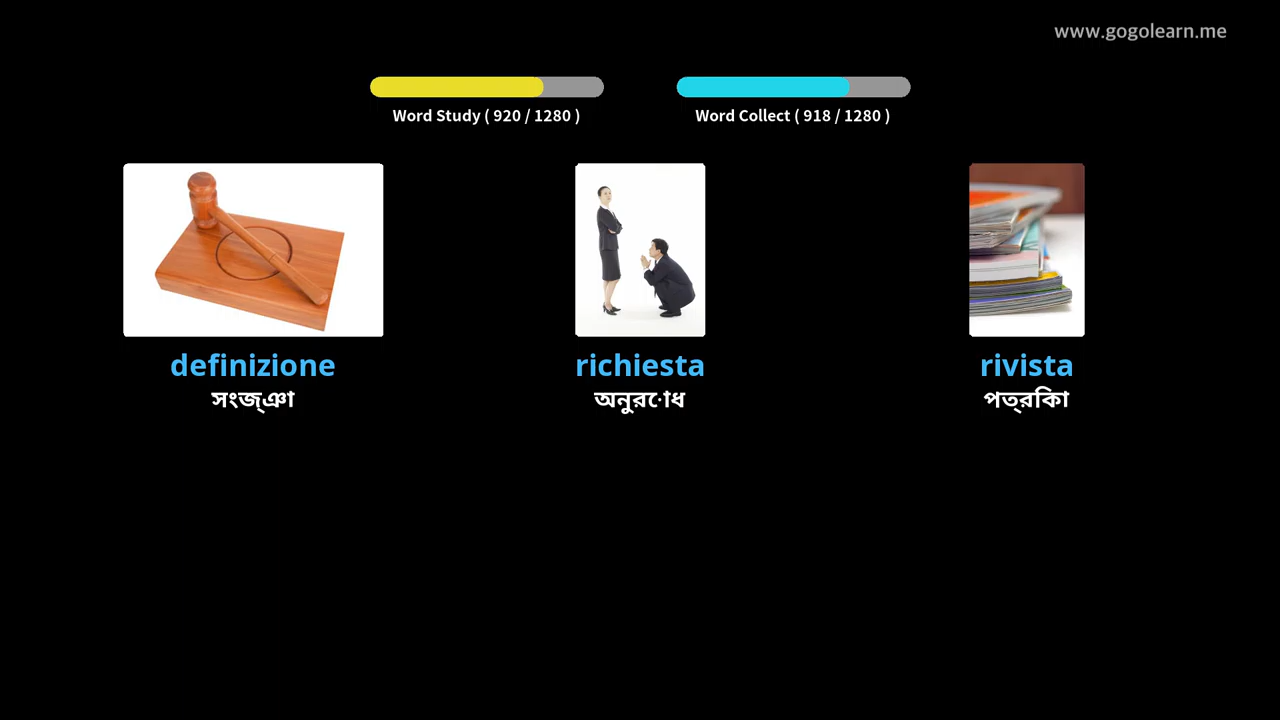 www.gogolearn.me
Word Study ( 920 / 1280 )
Word Collect ( 918 / 1280 )
definizione
সংজ্ঞা
richiesta
অনুরোধ
rivista
পত্রিকা